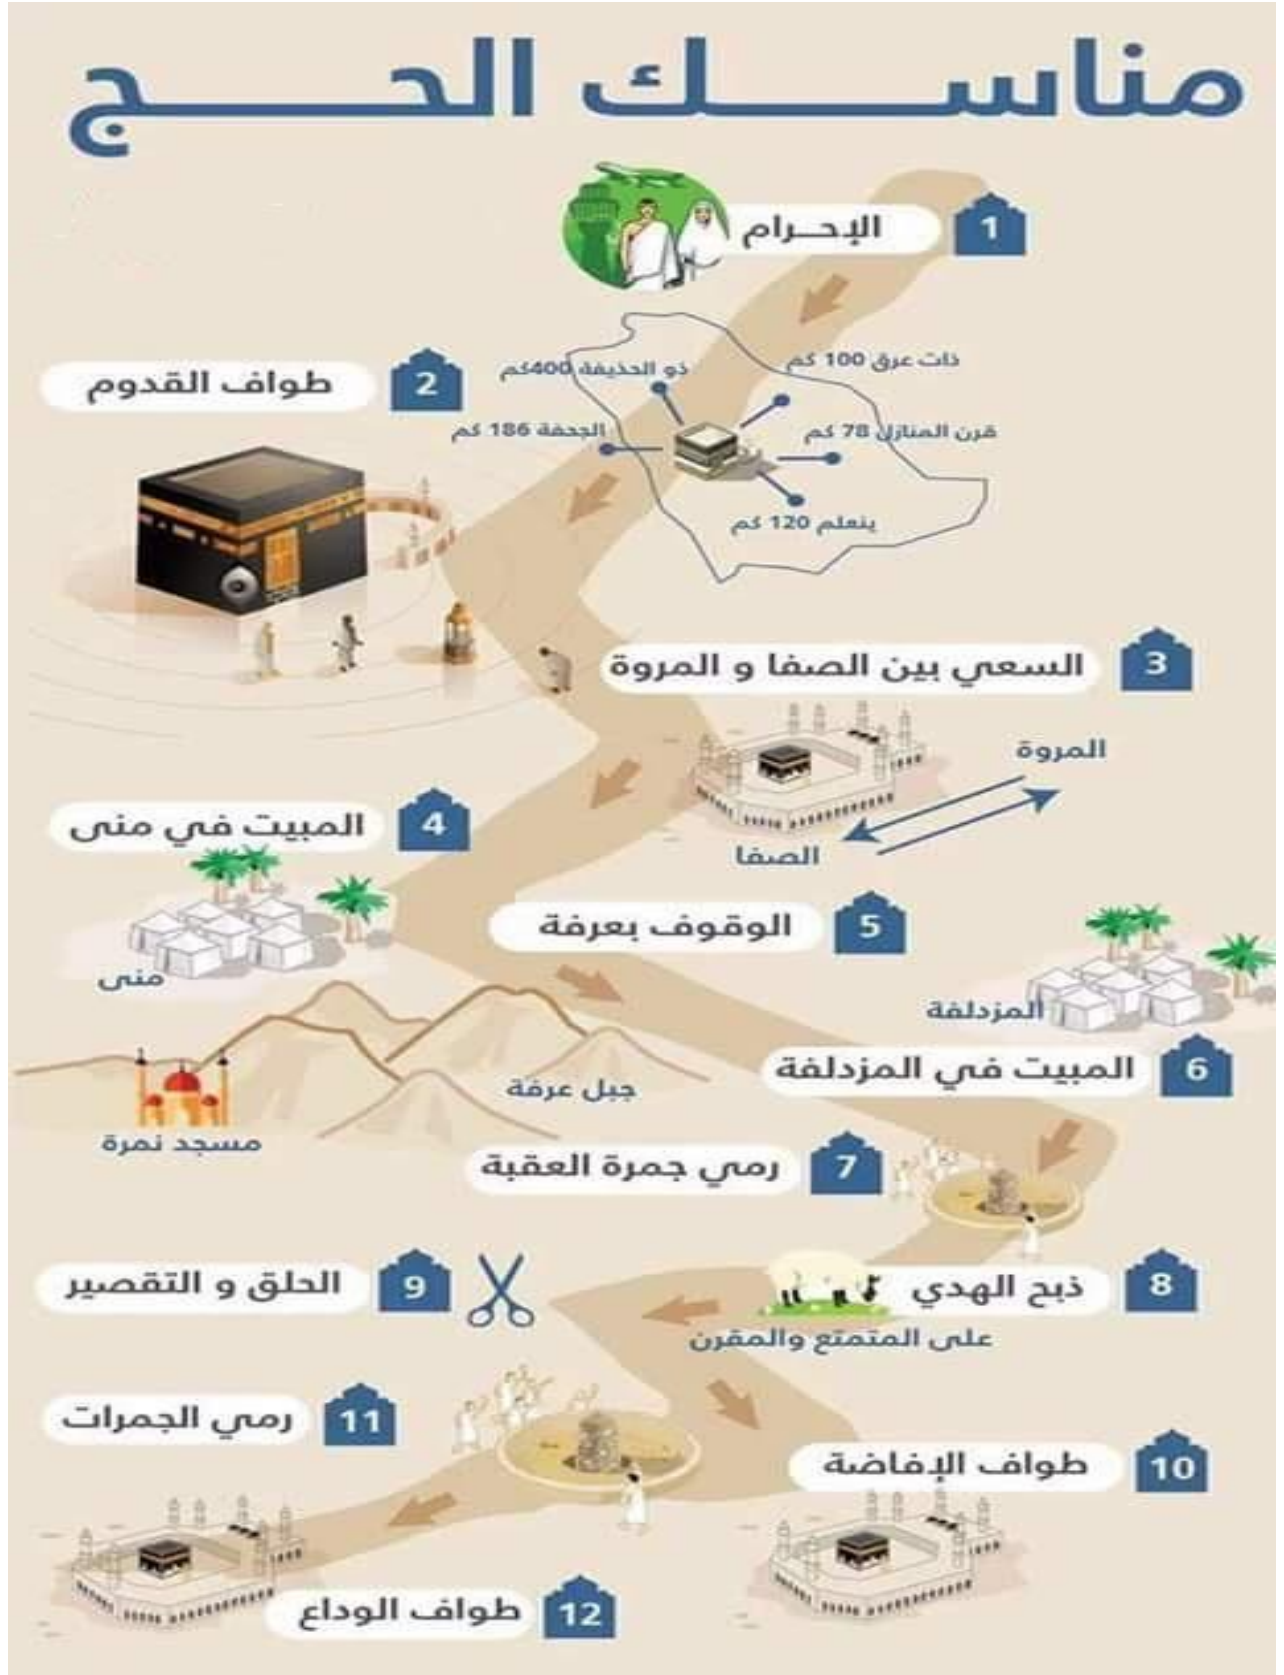 مناسك الحج
1
الإحرام
ذات عرق 100 كم
ذو الحذيفة 400كم
قرن المنازل 78 كم
الجحفة 186 كم
ينعلم 120 كم
2
طواف القدوم
3
السعي بين الصفا و المروة
المروة
الصفا
4
المبيت في منى
منى
5
الوقوف بعرفة
جبل عرفة
مسجد نمرة
المزدلفة
6
المبيت في المزدلفة
7
رمي جمرة العقبة
8
ذبح الهدي
على المتمتع والمقرن
9
الحلق و التقصير
10
طواف الإفاضة
11
رمي الجمرات
12
طواف الوداع